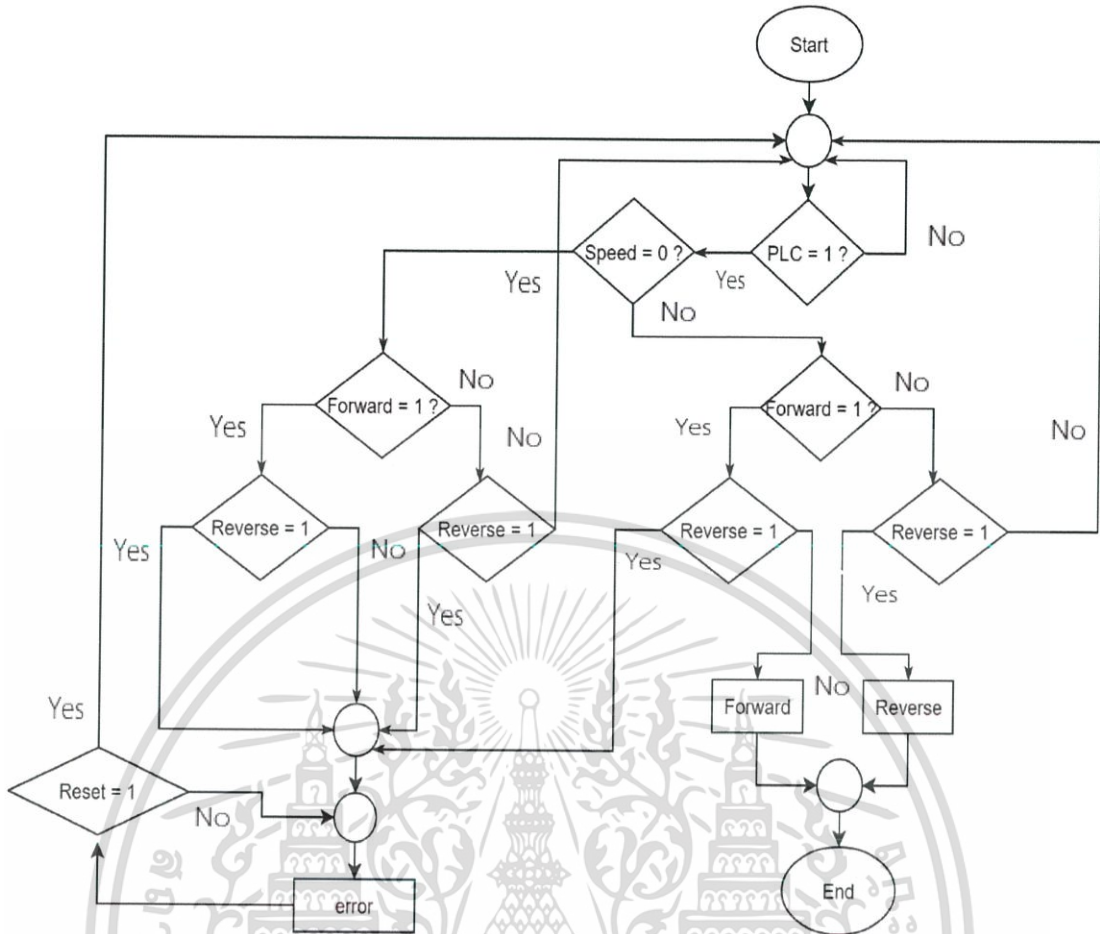 Start
No
Speed = 0 ?
PLC = 1 ?
Yes
Yes
No
Forward = 1 ?
No
Forward = 1 ?
No
Yes
No
Yes
No
Reverse = 1
Reverse = 1
Reverse = 1
Reverse = 1
Yes
No
Yes
Yes
Yes
Forward
No
Reverse
Yes
Reset = 1
No
error
End